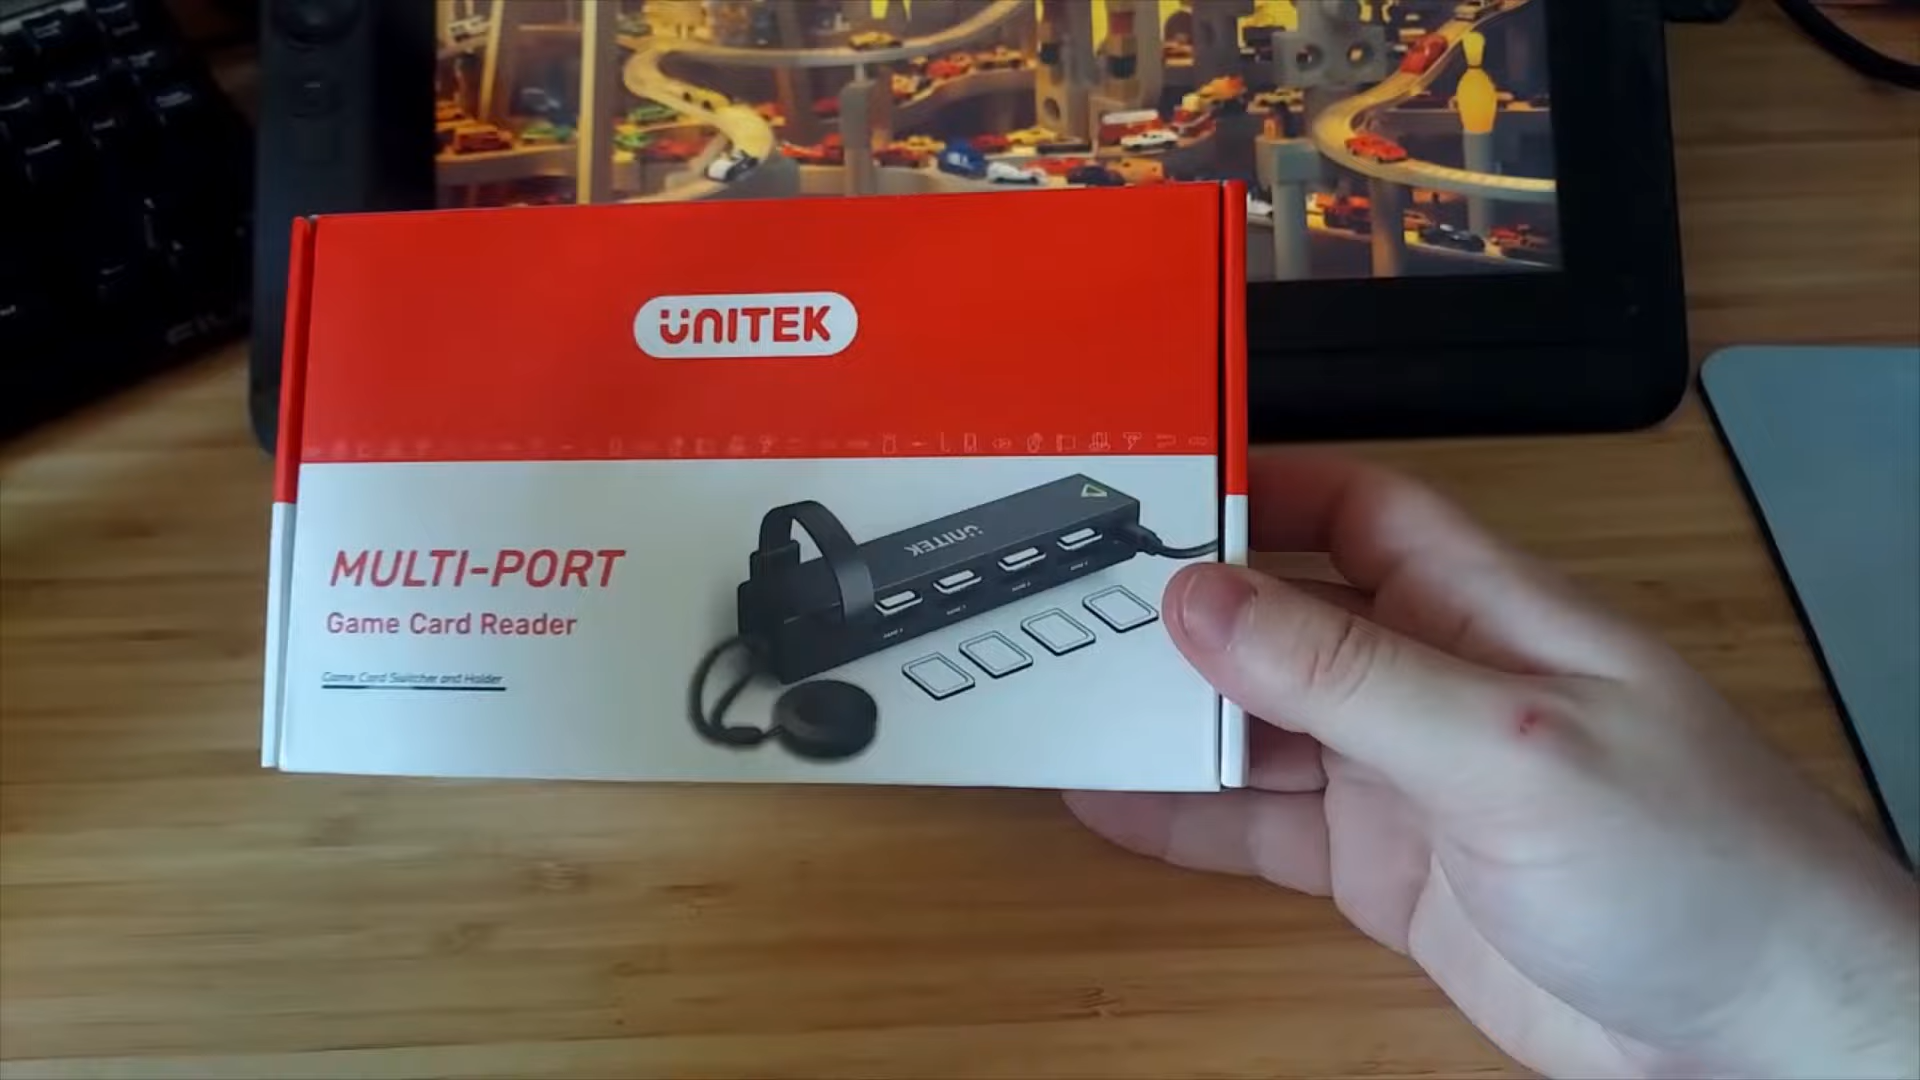 UNITEK
MULTI-PORT
Game Card Reader
Game Card Switcher and Holder
UNITEK